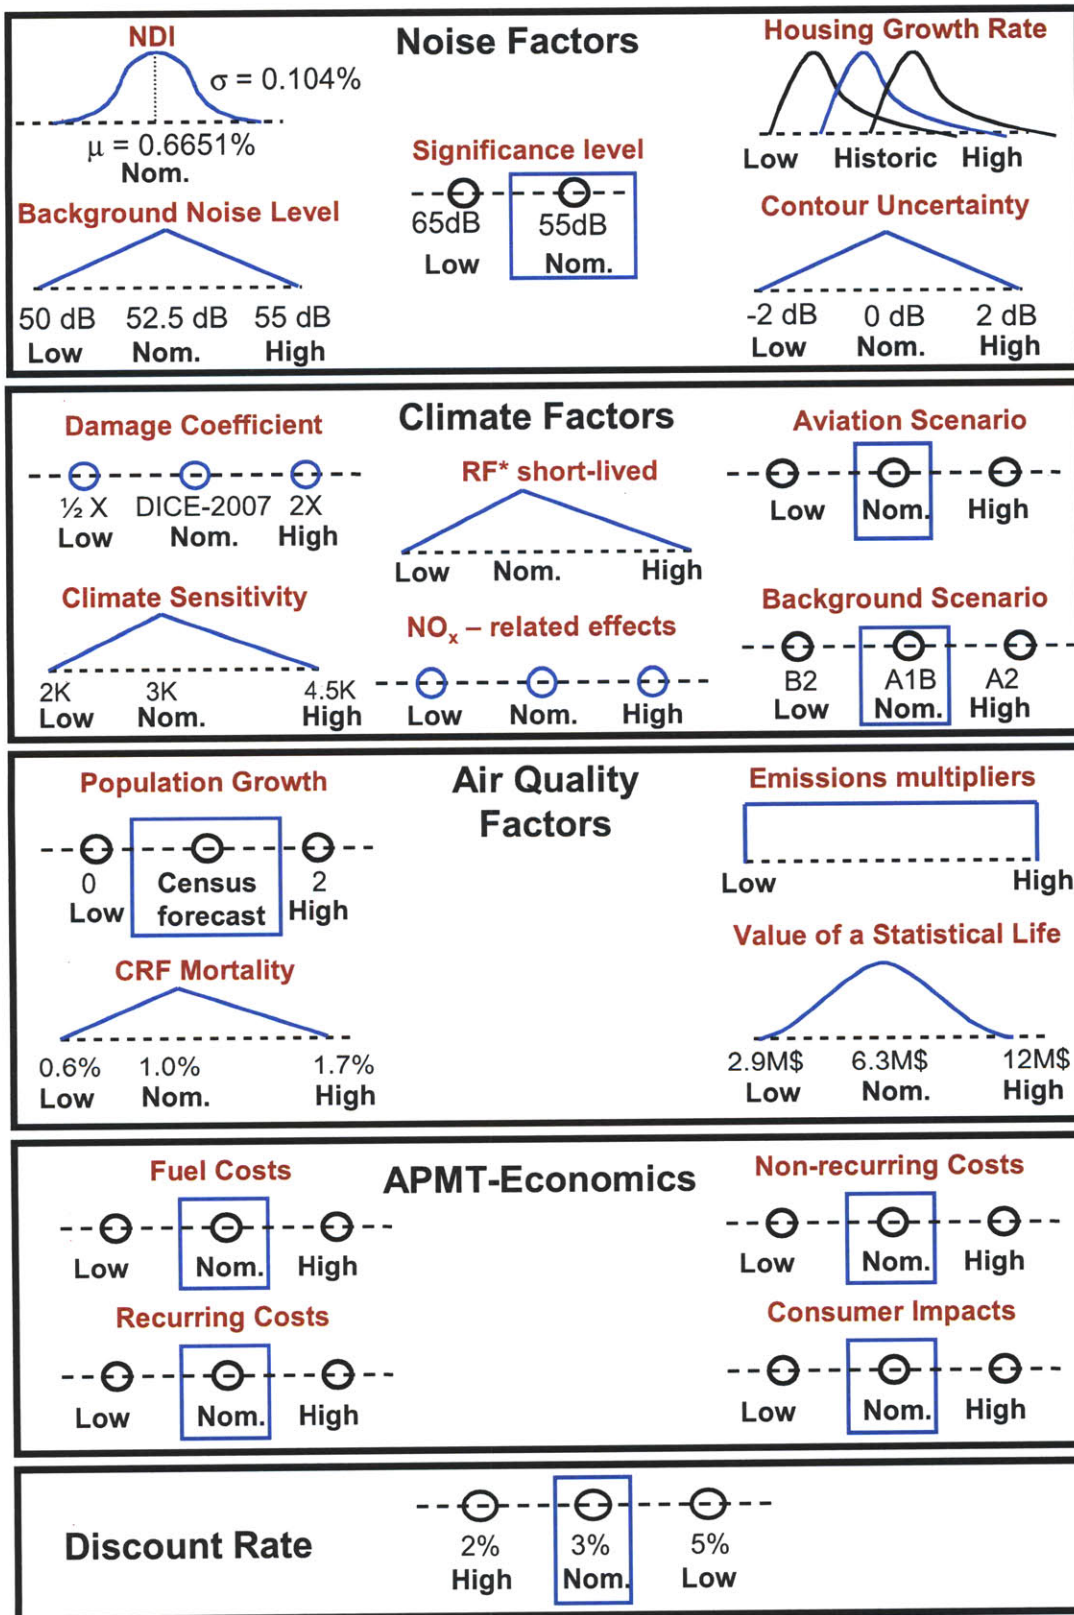 Noise Factors
NDI
σ = 0.104%
μ = 0.6651%
Nom.
Housing Growth Rate
Low Historic High
Significance level
65dB 55dB
Low Nom.
Background Noise Level
50 dB 52.5 dB 55 dB
Low Nom. High
Contour Uncertainty
-2 dB 0 dB 2 dB
Low Nom. High
Climate Factors
Damage Coefficient
½ X DICE-2007 2X
Low Nom. High
RF* short-lived
Low Nom. High
Aviation Scenario
Low Nom. High
Climate Sensitivity
2K 3K 4.5K
Low Nom. High
NOx – related effects
Low Nom. High
Background Scenario
B2 A1B A2
Low Nom. High
Air Quality
Factors
Population Growth
0 Census 2
Low forecast High
Emissions multipliers
Low High
CRF Mortality
0.6% 1.0% 1.7%
Low Nom. High
Value of a Statistical Life
2.9M$ 6.3M$ 12M$
Low Nom. High
APMT-Economics
Fuel Costs
Low Nom. High
Non-recurring Costs
Low Nom. High
Recurring Costs
Low Nom. High
Consumer Impacts
Low Nom. High
Discount Rate
2% 3% 5%
High Nom. Low